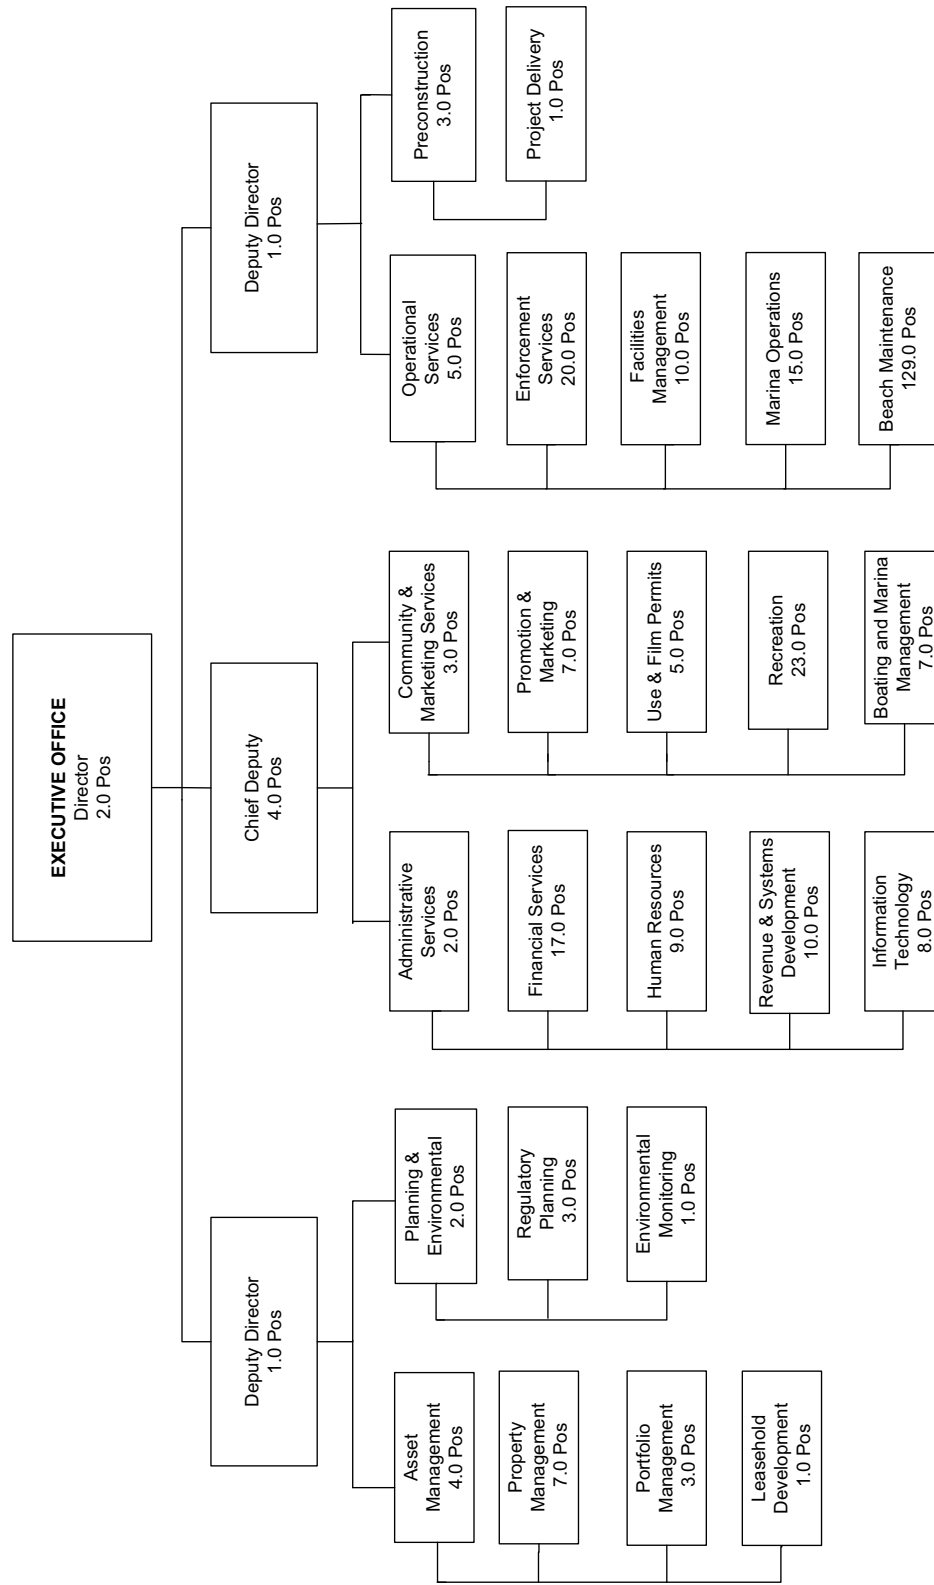 EXECUTIVE OFFICE
Director
2.0 Pos
Deputy Director
1.0 Pos
Asset
Management
4.0 Pos
Property
Management
7.0 Pos
Portfolio
Management
3.0 Pos
Leasehold
Development
1.0 Pos
Planning &
Environmental
2.0 Pos
Regulatory
Planning
3.0 Pos
Environmental
Monitoring
1.0 Pos
Chief Deputy
4.0 Pos
Administrative
Services
2.0 Pos
Financial Services
17.0 Pos
Human Resources
9.0 Pos
Revenue & Systems
Development
10.0 Pos
Information
Technology
8.0 Pos
Community &
Marketing Services
3.0 Pos
Promotion &
Marketing
7.0 Pos
Use & Film Permits
5.0 Pos
Recreation
23.0 Pos
Boating and Marina
Management
7.0 Pos
Deputy Director
1.0 Pos
Operational
Services
5.0 Pos
Enforcement
Services
20.0 Pos
Facilities
Management
10.0 Pos
Marina Operations
15.0 Pos
Beach Maintenance
129.0 Pos
Preconstruction
3.0 Pos
Project Delivery
1.0 Pos